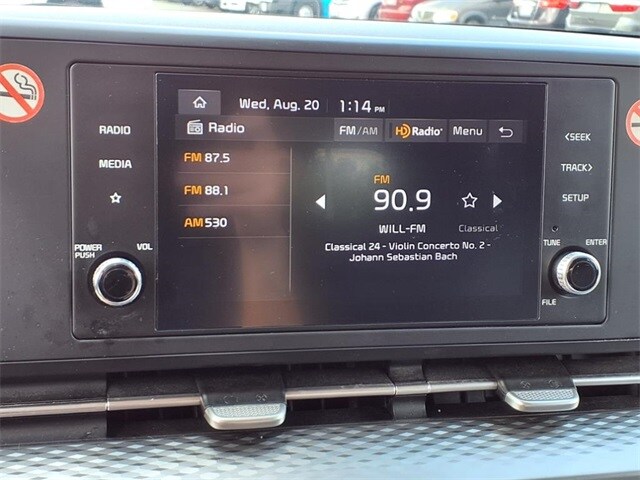 Wed, Aug. 20 1:14 PM
Radio FM/AM HD Radio Menu
RADIO
MEDIA
FM 87.5
FM 88.1
AM 530
FM
90.9
WILL-FM Classical
Classical 24 - Violin Concerto No. 2 -
Johann Sebastian Bach
<SEEK
TRACK>
SETUP
POWER
PUSH
VOL
TUNE
ENTER
FILE